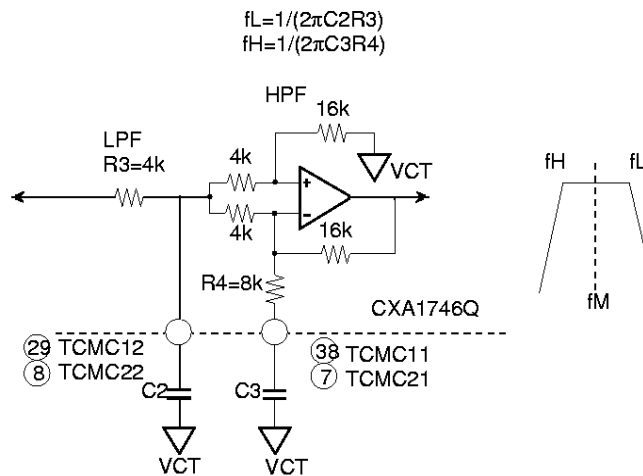 fL=1/(2πC2R3)
fH=1/(2πC3R4)
HPF
16k
LPF
R3=4k
4k
VCT
fH
fL
+
-
4k
16k
R4=8k
CXA1746Q
fM
29 TCMC12
38 TCMC11
8 TCMC22
7 TCMC21
C2
C3
VCT
VCT